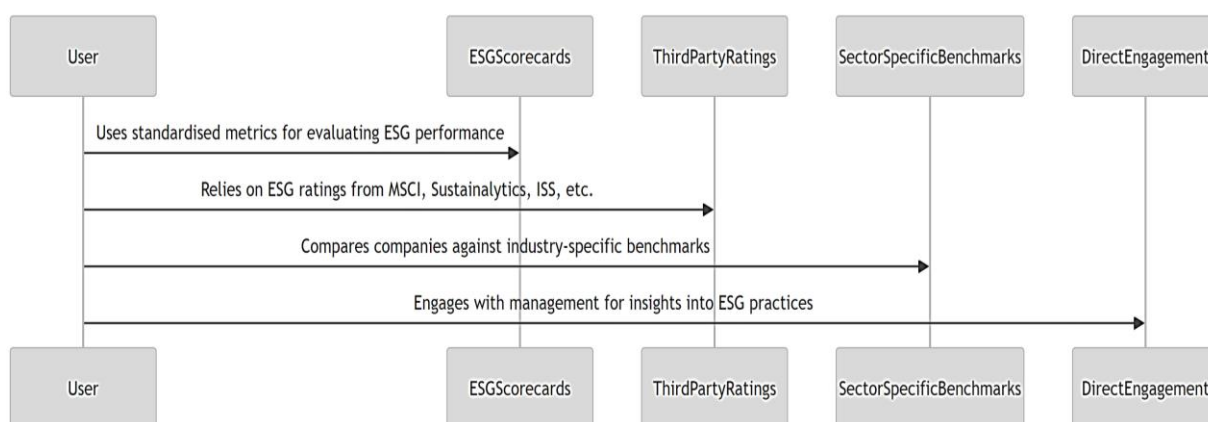 User
ESGScorecards
ThirdPartyRatings
SectorSpecificBenchmarks
DirectEngagement
Uses standardised metrics for evaluating ESG performance
Relies on ESG ratings from MSCI, Sustainalytics, ISS, etc.
Compares companies against industry-specific benchmarks
Engages with management for insights into ESG practices
User
ESGScorecards
ThirdPartyRatings
SectorSpecificBenchmarks
DirectEngagement